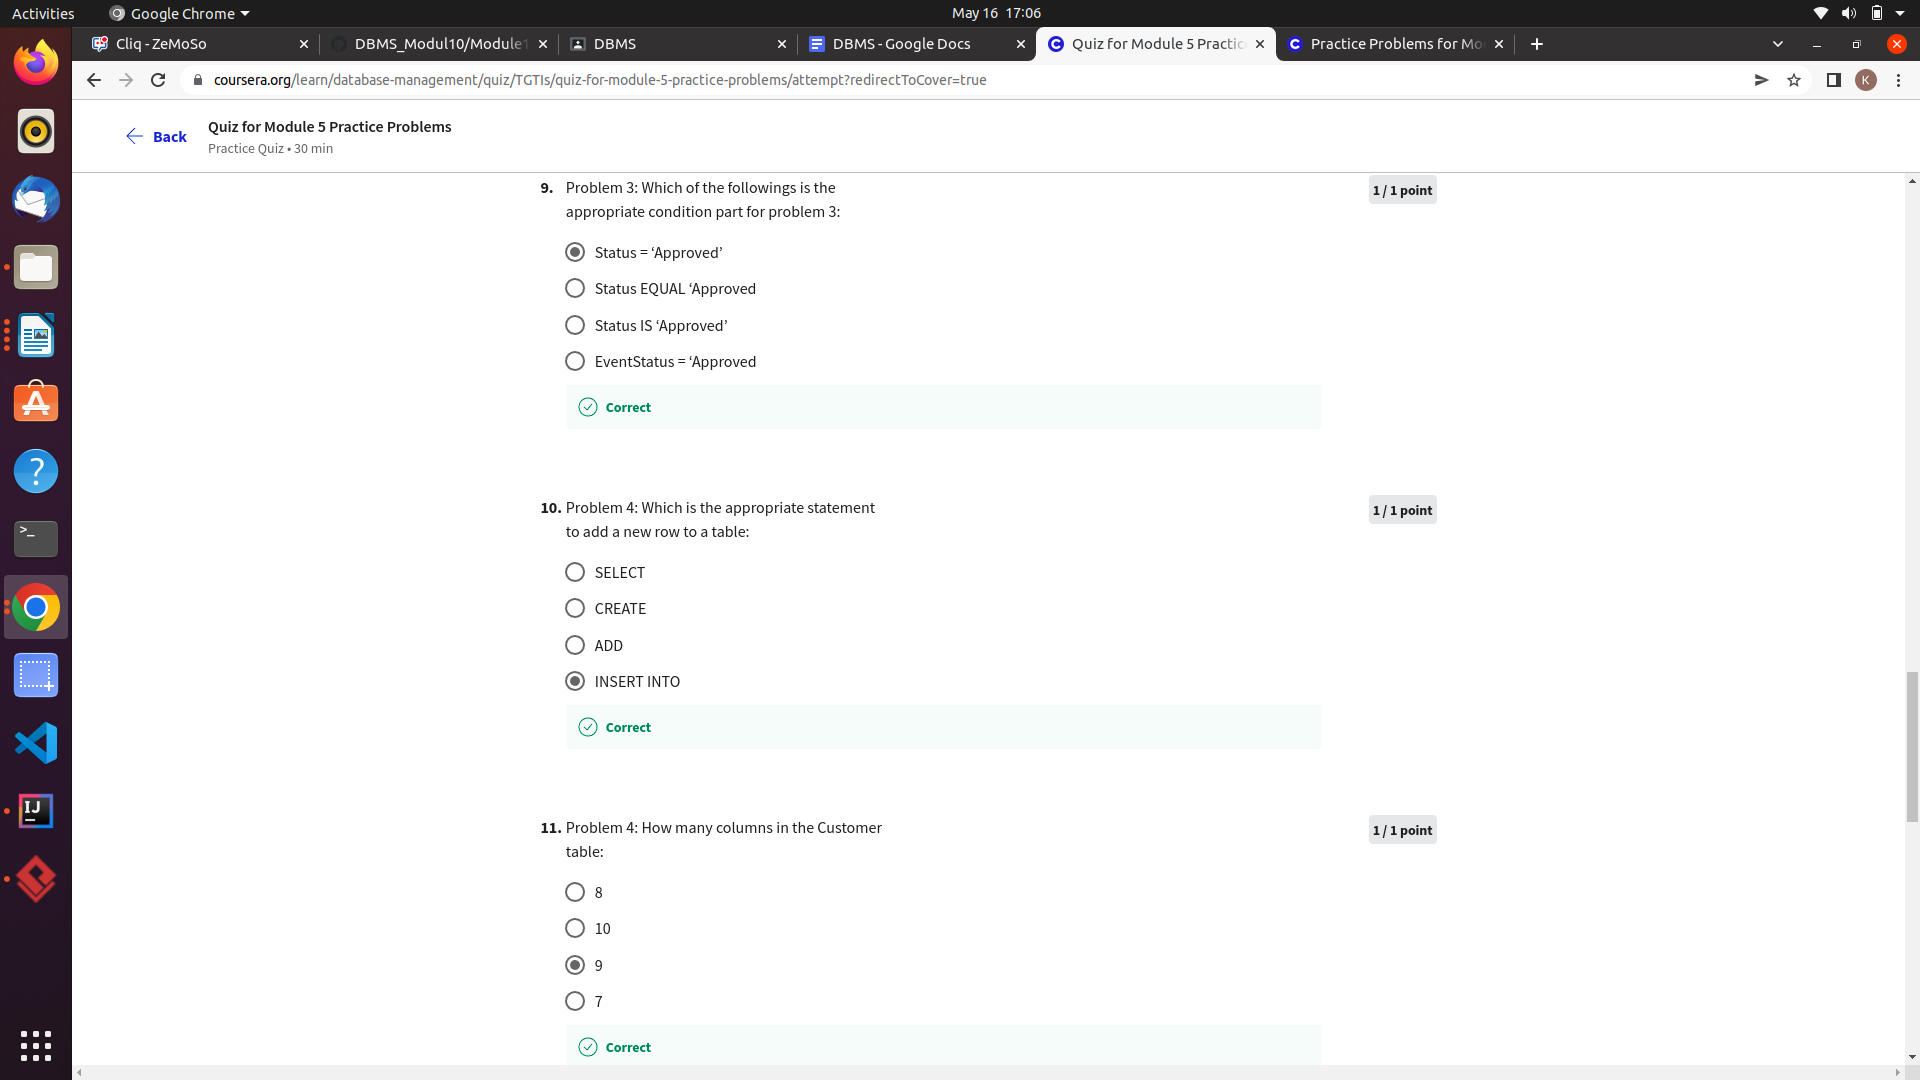 Activities
Google Chrome
May 16 17:06
Cliq - ZeMoSo
DBMS_Modul10/Module1
DBMS
DBMS - Google Docs
Quiz for Module 5 Practic
Practice Problems for Mo
coursera.org/learn/database-management/quiz/TGTIs/quiz-for-module-5-practice-problems/attempt?redirectToCover=true
K
Back
Quiz for Module 5 Practice Problems
Practice Quiz • 30 min
9. Problem 3: Which of the followings is the
appropriate condition part for problem 3:
1 / 1 point
Status = ‘Approved’
Status EQUAL ‘Approved
Status IS ‘Approved’
EventStatus = ‘Approved
Correct
10. Problem 4: Which is the appropriate statement
to add a new row to a table:
1 / 1 point
SELECT
CREATE
ADD
INSERT INTO
Correct
11. Problem 4: How many columns in the Customer
table:
1 / 1 point
8
10
9
7
Correct